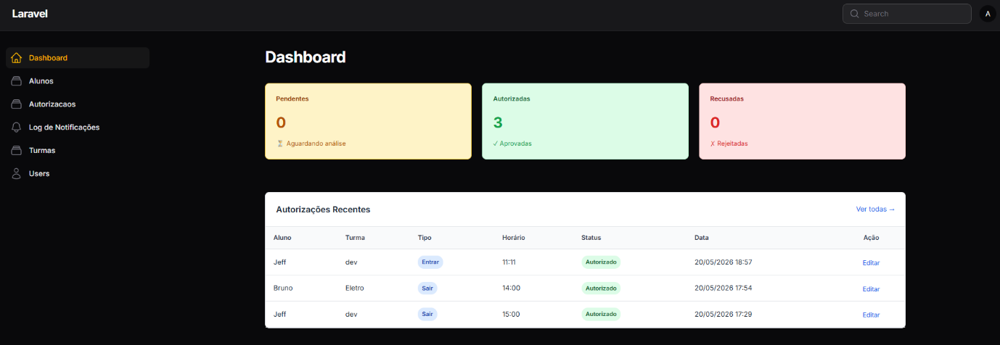 Laravel
Search
A
Dashboard
Alunos
Autorizacaos
Log de Notificações
Turmas
Users
Dashboard
Pendentes
0
⏳ Aguardando análise
Autorizadas
3
✓ Aprovadas
Recusadas
0
✗ Rejeitadas
Autorizações Recentes
Ver todas →
Aluno Turma Tipo Horário Status Data Ação
Jeff dev Entrar 11:11 Autorizado 20/05/2026 18:57 Editar
Bruno Eletro Sair 14:00 Autorizado 20/05/2026 17:54 Editar
Jeff dev Sair 15:00 Autorizado 20/05/2026 17:29 Editar